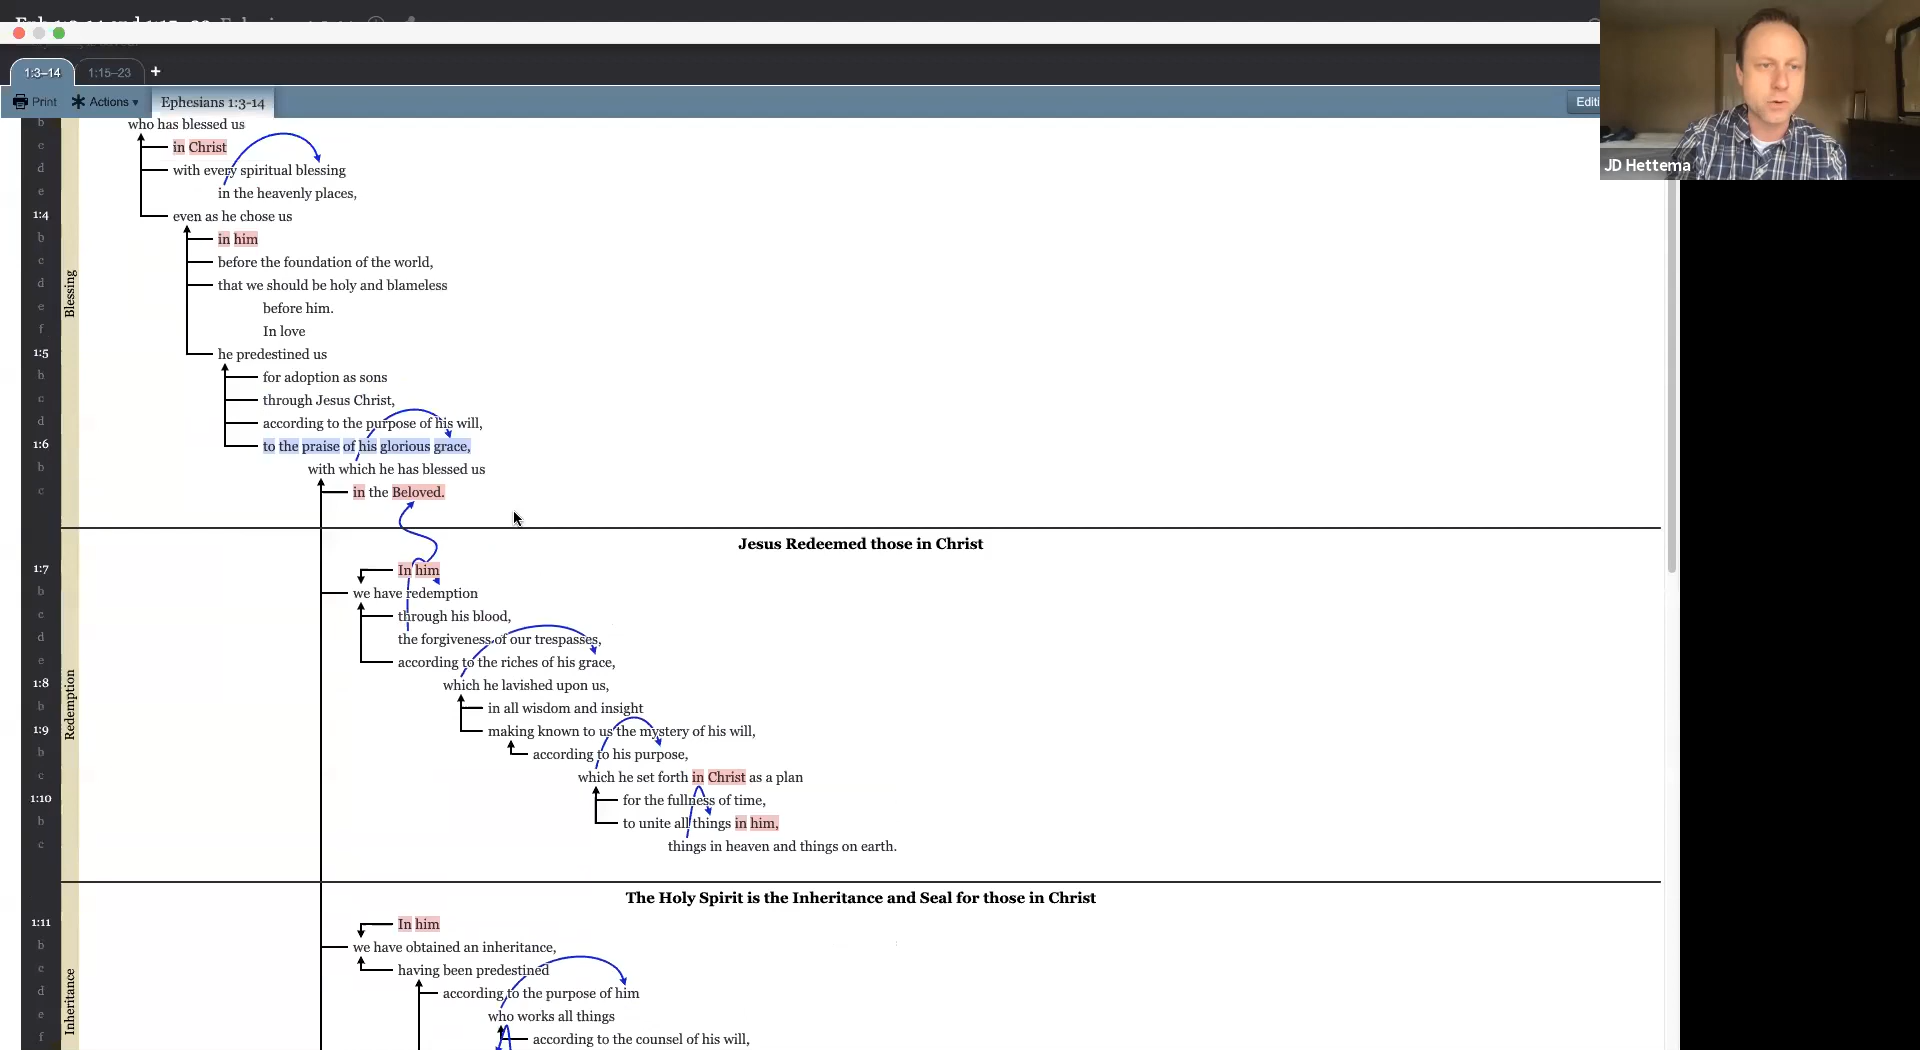 1:3–14 1:15–23 +
Print Actions ▾ Ephesians 1:3-14 Editi
b who has blessed us
c in Christ
d with every spiritual blessing
e in the heavenly places,
1:4 even as he chose us
b in him
c before the foundation of the world,
d that we should be holy and blameless
e before him.
f In love
1:5 he predestined us
b for adoption as sons
c through Jesus Christ,
d according to the purpose of his will,
1:6 to the praise of his glorious grace,
b with which he has blessed us
c in the Beloved.
Blessing
Jesus Redeemed those in Christ
1:7 In him
b we have redemption
c through his blood,
d the forgiveness of our trespasses,
e according to the riches of his grace,
1:8 which he lavished upon us,
b in all wisdom and insight
1:9 making known to us the mystery of his will,
b according to his purpose,
c which he set forth in Christ as a plan
1:10 for the fullness of time,
b to unite all things in him,
c things in heaven and things on earth.
Redemption
The Holy Spirit is the Inheritance and Seal for those in Christ
1:11 In him
b we have obtained an inheritance,
c having been predestined
d according to the purpose of him
e who works all things
f according to the counsel of his will,
Inheritance
JD Hettema